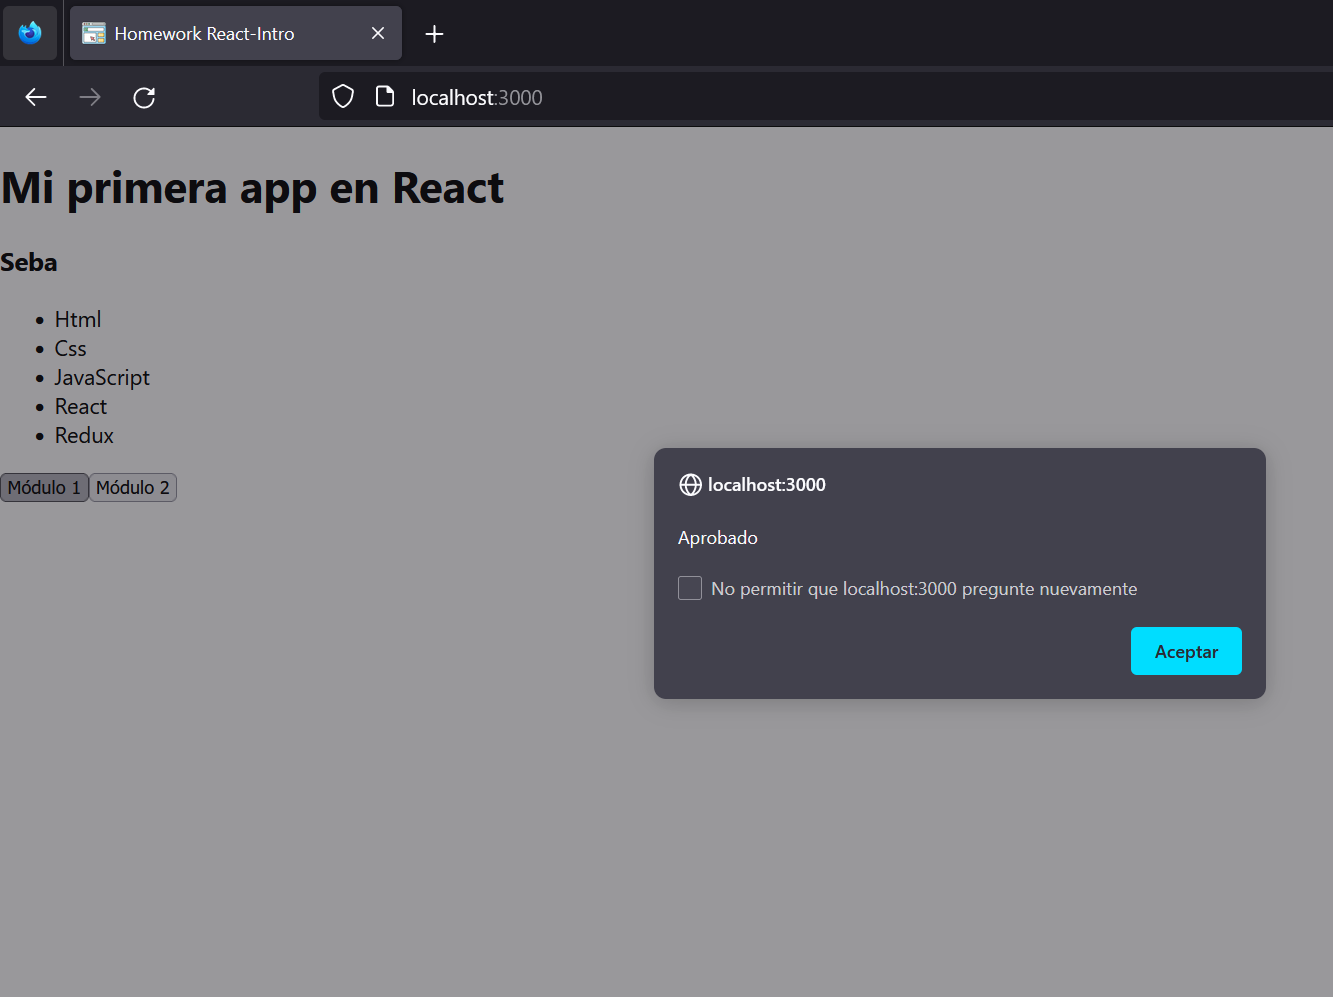 Homework React-Intro
localhost:3000
Mi primera app en React
Seba
Html
Css
JavaScript
React
Redux
Módulo 1 Módulo 2
localhost:3000
Aprobado
No permitir que localhost:3000 pregunte nuevamente
Aceptar